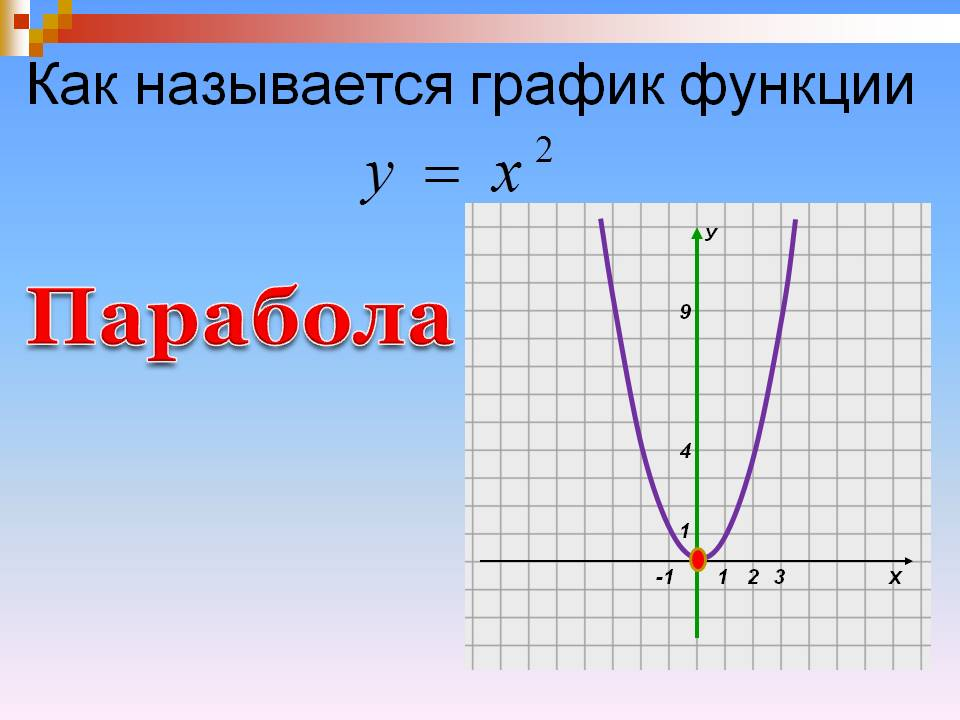 Как называется график функции
y = x²
Парабола
У
9
4
1
-1 1 2 3 Х